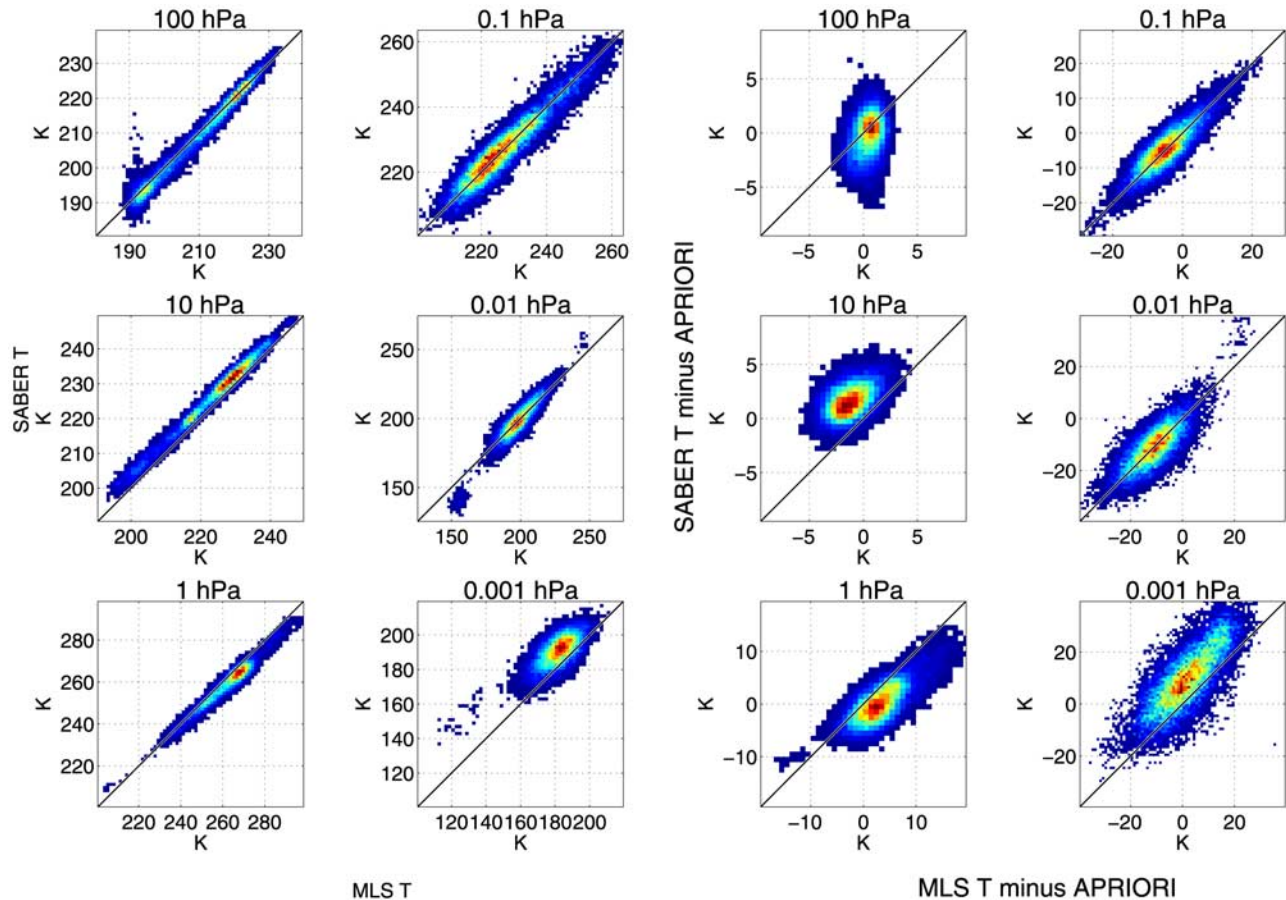 100 hPa
230
220
210
200
190
K
190 210 230
K
0.1 hPa
260
240
220
K
220 240 260
K
10 hPa
240
230
220
210
200
K
200 220 240
K
0.01 hPa
250
200
150
K
150 200 250
K
1 hPa
280
260
240
220
K
220 240 260 280
K
0.001 hPa
200
180
160
140
120
K
120 140 160 180 200
K
SABER T
MLS T
100 hPa
5
0
−5
K
−5 0 5
K
0.1 hPa
20
10
0
−10
−20
K
−20 0 20
K
10 hPa
5
0
−5
K
−5 0 5
K
0.01 hPa
20
0
−20
K
−20 0 20
K
1 hPa
10
0
−10
K
−10 0 10
K
0.001 hPa
20
0
−20
K
−20 0 20
K
SABER T minus APRIORI
MLS T minus APRIORI